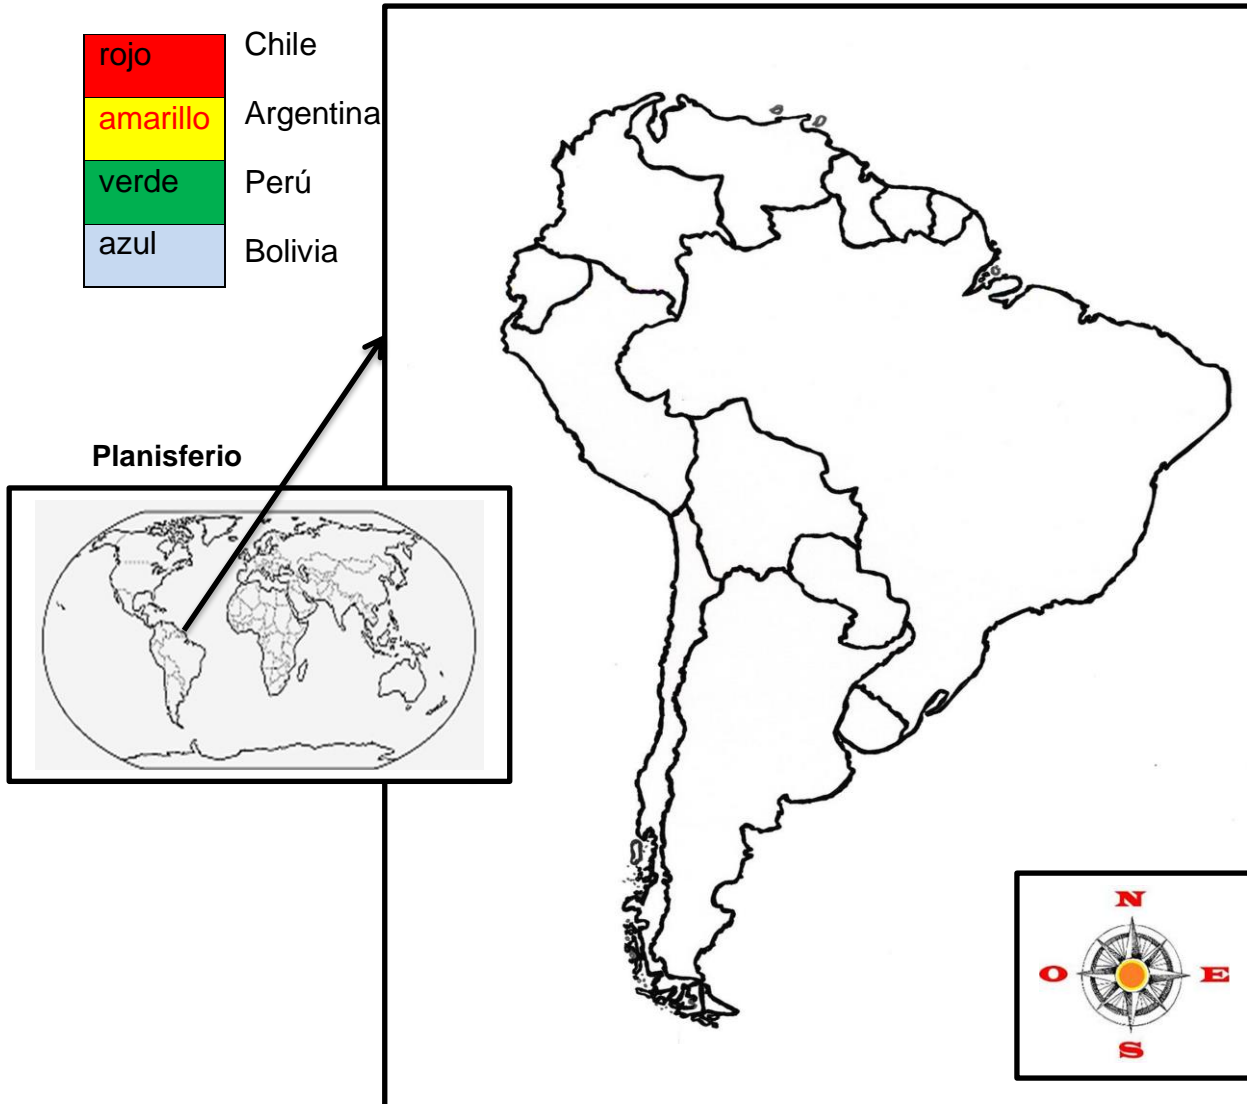 rojo Chile
amarillo Argentina
verde Perú
azul Bolivia
Planisferio
N
O E
S